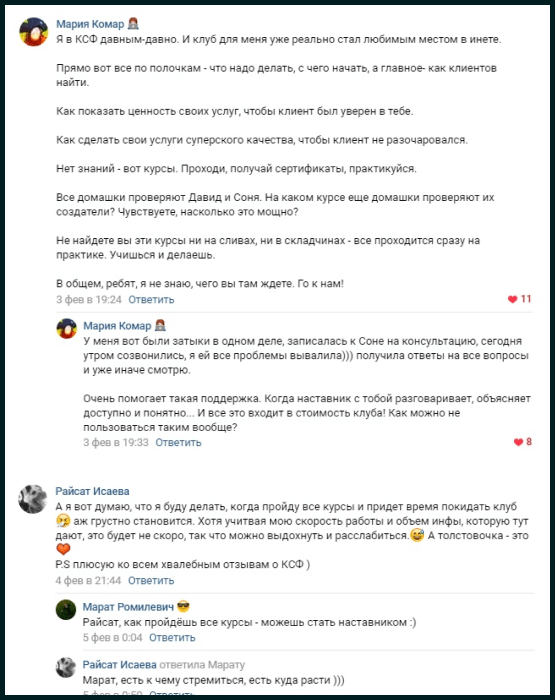 Мария Комар
Я в КСФ давным-давно. И клуб для меня уже реально стал любимым местом в инете.
Прямо вот все по полочкам - что надо делать, с чего начать, а главное- как клиентов
найти.
Как показать ценность своих услуг, чтобы клиент был уверен в тебе.
Как сделать свои услуги суперского качества, чтобы клиент не разочаровался.
Нет знаний - вот курсы. Проходи, получай сертификаты, практикуйся.
Все домашки проверяют Давид и Соня. На каком курсе еще домашки проверяют их
создатели? Чувствуете, насколько это мощно?
Не найдете вы эти курсы ни на сливах, ни в складчинах - все проходится сразу на
практике. Учишься и делаешь.
В общем, ребят, я не знаю, чего вы там ждете. Го к нам!
3 фев в 19:24 Ответить
11
Мария Комар
У меня вот были затыки в одном деле, записалась к Соне на консультацию, сегодня
утром созвонились, я ей все проблемы вывалила))) получила ответы на все вопросы
и уже иначе смотрю.
Очень помогает такая поддержка. Когда наставник с тобой разговаривает, объясняет
доступно и понятно... И все это входит в стоимость клуба! Как можно не
пользоваться таким вообще?
3 фев в 19:33 Ответить
8
Райсат Исаева
А я вот думаю, что я буду делать, когда пройду все курсы и придет время покидать клуб
🤧 аж грустно становится. Хотя учитвая мою скорость работы и объем инфы, которую тут
дают, это будет не скоро, так что можно выдохнуть и расслабиться.😅 А толстовочка - это
❤
P.S плюсую ко всем хвалебным отзывам о КСФ )
4 фев в 21:44 Ответить
Марат Ромилевич 😎
Райсат, как пройдёшь все курсы - можешь стать наставником :)
5 фев в 0:04 Ответить
Райсат Исаева ответила Марату
Марат, есть к чему стремиться, есть куда расти )))
5 фев в 0:50 Ответить